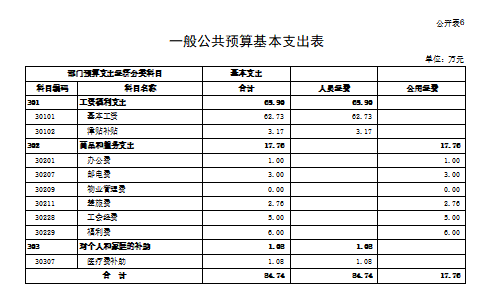 公开表6
一般公共预算基本支出表
单位：万元
部门预算支出经济分类科目 基本支出
科目编码 科目名称 合计 人员经费 公用经费
301 工资福利支出 65.90 65.90
30101 基本工资 62.73 62.73
30102 津贴补贴 3.17 3.17
302 商品和服务支出 17.76 17.76
30201 办公费 1.00 1.00
30207 邮电费 3.00 3.00
30209 物业管理费 0.00 0.00
30211 差旅费 2.76 2.76
30228 工会经费 5.00 5.00
30229 福利费 6.00 6.00
303 对个人和家庭的补助 1.08 1.08
30307 医疗费补助 1.08 1.08
合 计 84.74 84.74 17.76